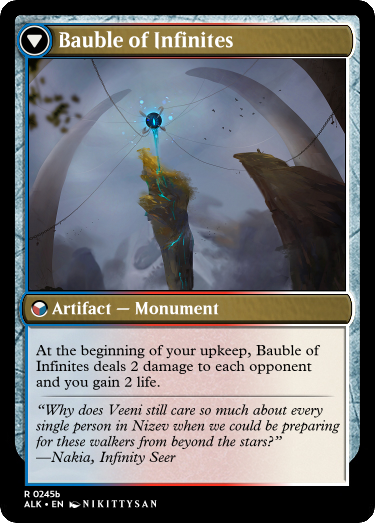 Bauble of Infinites
Artifact — Monument
At the beginning of your upkeep, Bauble of
Infinites deals 2 damage to each opponent
and you gain 2 life.
“Why does Veeni still care so much about every
single person in Nizev when we could be preparing
for these walkers from beyond the stars?”
—Nakia, Infinity Seer
R 0245b
ALK • EN NIKITTYSAN